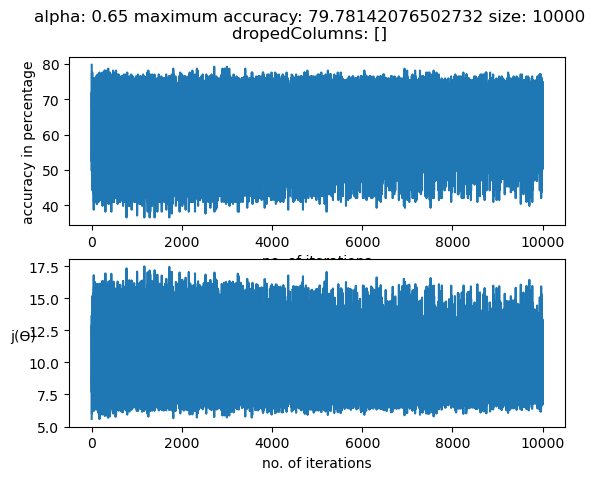 alpha: 0.65 maximum accuracy: 79.78142076502732 size: 10000
dropedColumns: []
80
70
60
50
40
accuracy in percentage
0 2000 4000 6000 8000 10000
no. of iterations
17.5
15.0
12.5
10.0
7.5
5.0
j(Θ)
0 2000 4000 6000 8000 10000
no. of iterations